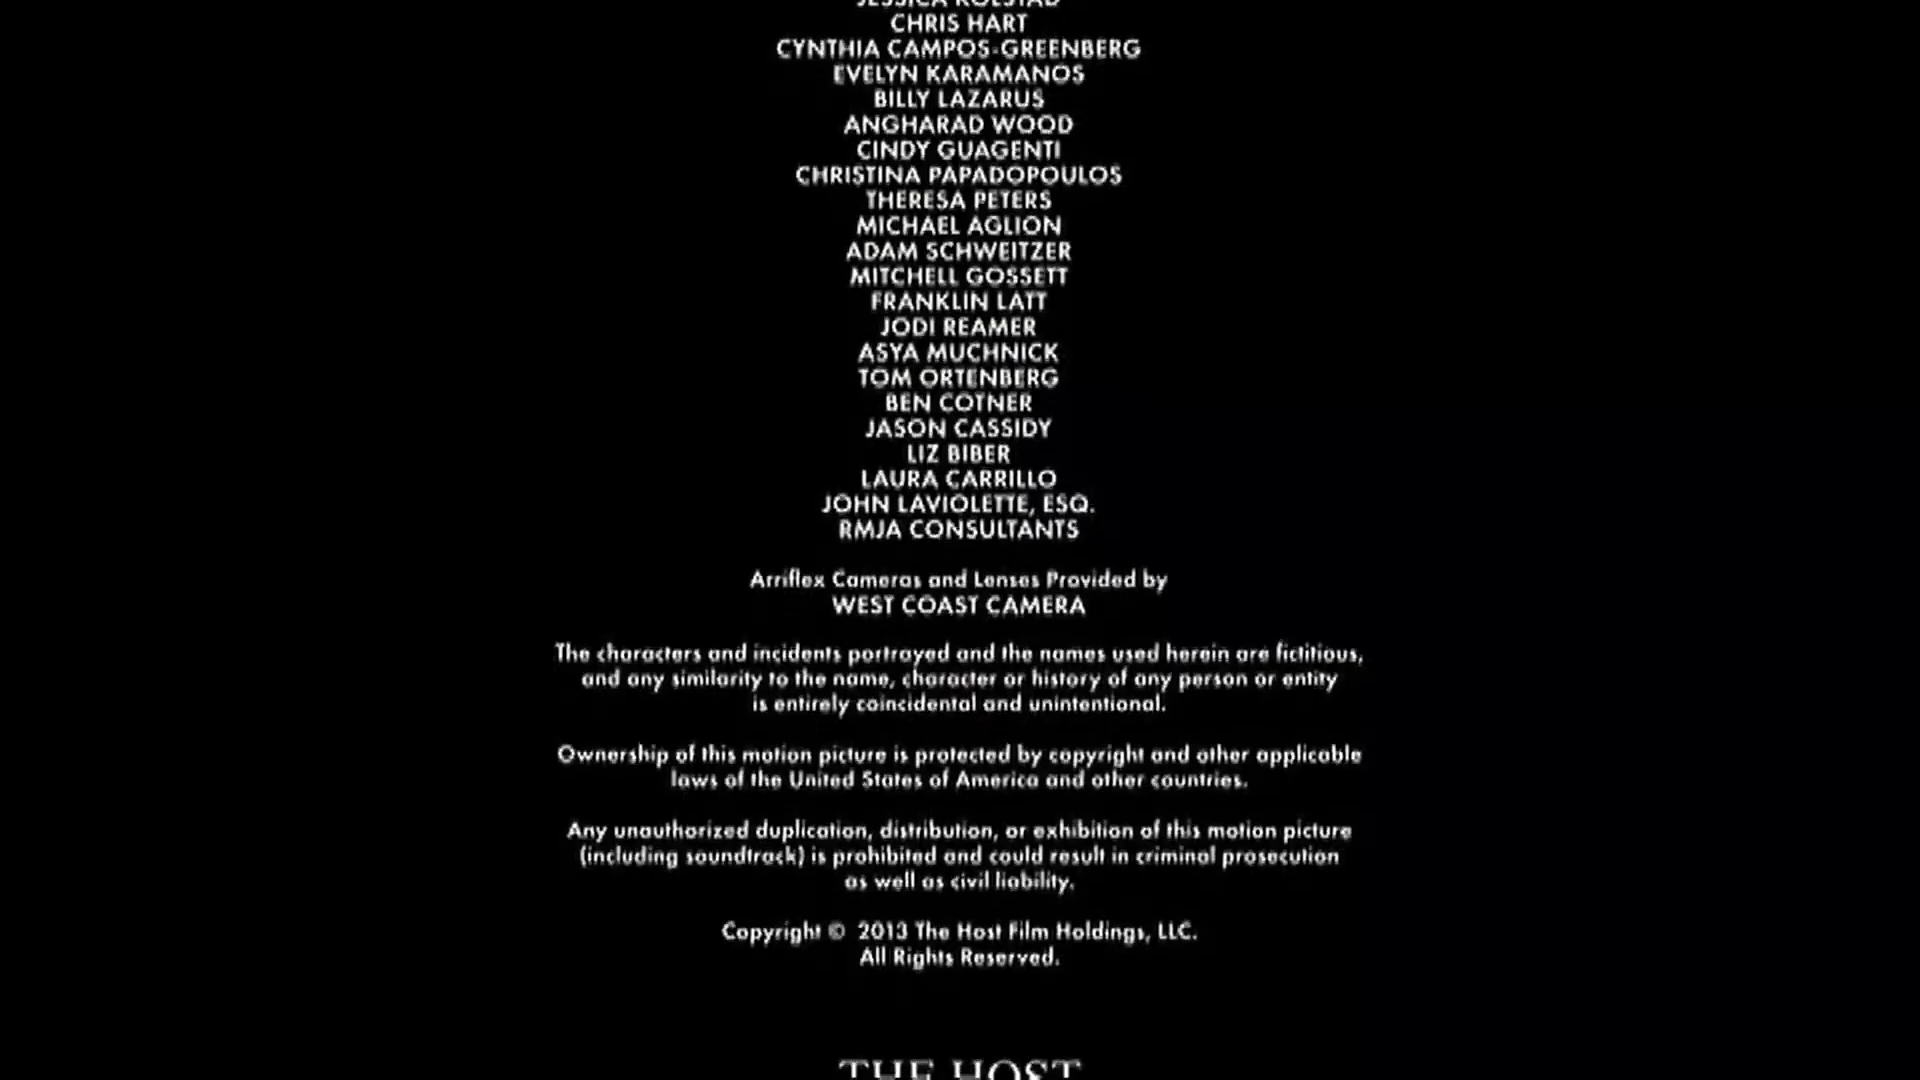 JESSICA ROLSTAD
CHRIS HART
CYNTHIA CAMPOS-GREENBERG
EVELYN KARAMANOS
BILLY LAZARUS
ANGHARAD WOOD
CINDY GUAGENTI
CHRISTINA PAPADOPOULOS
THERESA PETERS
MICHAEL AGLION
ADAM SCHWEITZER
MITCHELL GOSSETT
FRANKLIN LATT
JODI REAMER
ASYA MUCHNICK
TOM ORTENBERG
BEN COTNER
JASON CASSIDY
LIZ BIBER
LAURA CARRILLO
JOHN LAVIOLETTE, ESQ.
RMJA CONSULTANTS
Arriflex Cameras and Lenses Provided by
WEST COAST CAMERA
The characters and incidents portrayed and the names used herein are fictitious,
and any similarity to the name, character or history of any person or entity
is entirely coincidental and unintentional.
Ownership of this motion picture is protected by copyright and other applicable
laws of the United States of America and other countries.
Any unauthorized duplication, distribution, or exhibition of this motion picture
(including soundtrack) is prohibited and could result in criminal prosecution
as well as civil liability.
Copyright © 2013 The Host Film Holdings, LLC.
All Rights Reserved.
THE HOST